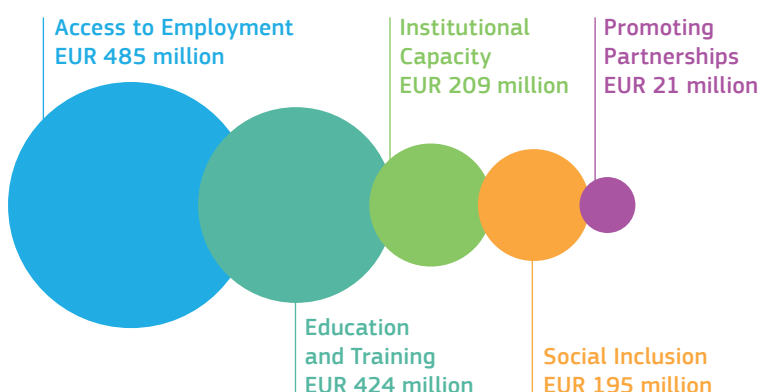 Access to Employment
EUR 485 million
Institutional
Capacity
EUR 209 million
Promoting
Partnerships
EUR 21 million
Education
and Training
EUR 424 million
Social Inclusion
EUR 195 million